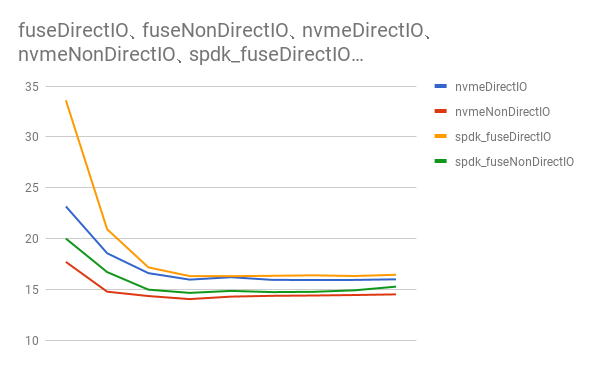 fuseDirectIO、fuseNonDirectIO、nvmeDirectIO、
nvmeNonDirectIO、spdk_fuseDirectIO…
35
30
25
20
15
10
nvmeDirectIO
nvmeNonDirectIO
spdk_fuseDirectIO
spdk_fuseNonDirectIO